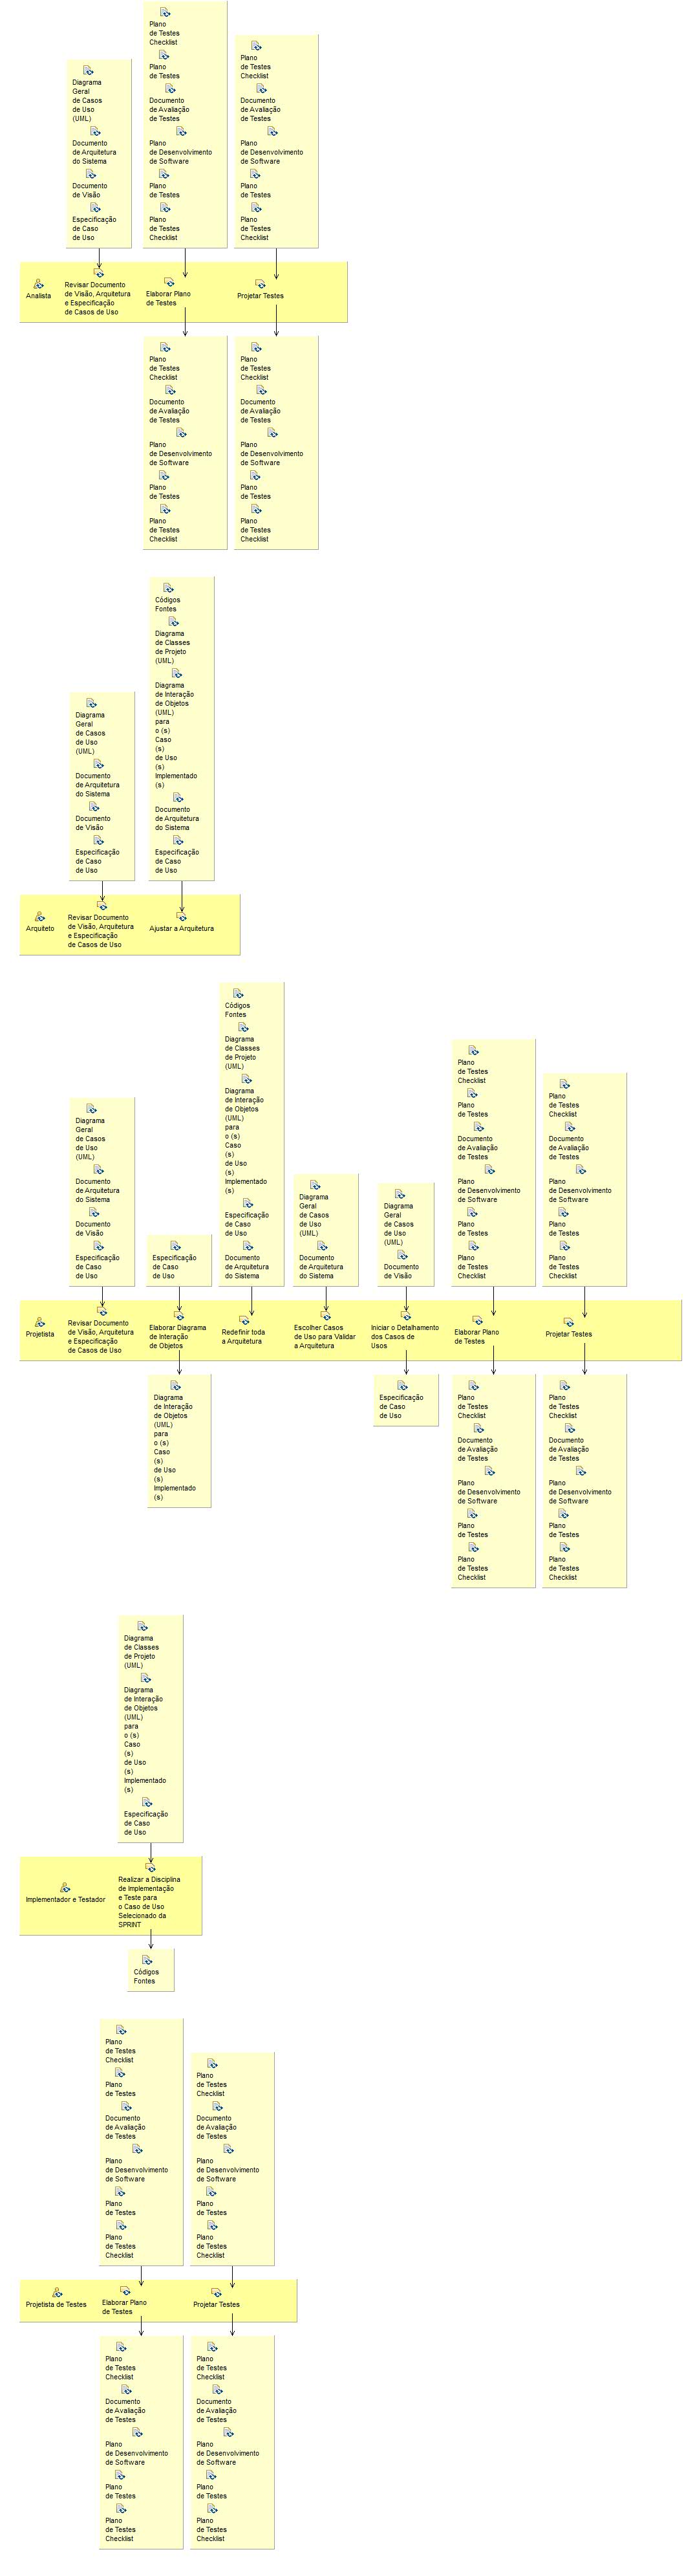 Diagrama
Geral
de Casos
de Uso
(UML)
Documento
de Arquitetura
do Sistema
Documento
de Visão
Especificação
de Caso
de Uso
Plano
de Testes
Checklist
Plano
de Testes
Documento
de Avaliação
de Testes
Plano
de Desenvolvimento
de Software
Plano
de Testes
Plano
de Testes
Checklist
Plano
de Testes
Checklist
Documento
de Avaliação
de Testes
Plano
de Desenvolvimento
de Software
Plano
de Testes
Plano
de Testes
Checklist
Analista
Revisar Documento
de Visão, Arquitetura
e Especificação
de Casos de Uso
Elaborar Plano
de Testes
Projetar Testes
Plano
de Testes
Checklist
Documento
de Avaliação
de Testes
Plano
de Desenvolvimento
de Software
Plano
de Testes
Plano
de Testes
Checklist
Plano
de Testes
Checklist
Documento
de Avaliação
de Testes
Plano
de Desenvolvimento
de Software
Plano
de Testes
Plano
de Testes
Checklist
Diagrama
Geral
de Casos
de Uso
(UML)
Documento
de Arquitetura
do Sistema
Documento
de Visão
Especificação
de Caso
de Uso
Códigos
Fontes
Diagrama
de Classes
de Projeto
(UML)
Diagrama
de Interação
de Objetos
(UML)
para
o (s)
Caso
(s)
de Uso
(s)
Implementado
(s)
Documento
de Arquitetura
do Sistema
Especificação
de Caso
de Uso
Arquiteto
Revisar Documento
de Visão, Arquitetura
e Especificação
de Casos de Uso
Ajustar a Arquitetura
Diagrama
Geral
de Casos
de Uso
(UML)
Documento
de Arquitetura
do Sistema
Documento
de Visão
Especificação
de Caso
de Uso
Especificação
de Caso
de Uso
Códigos
Fontes
Diagrama
de Classes
de Projeto
(UML)
Diagrama
de Interação
de Objetos
(UML)
para
o (s)
Caso
(s)
de Uso
(s)
Implementado
(s)
Especificação
de Caso
de Uso
Documento
de Arquitetura
do Sistema
Diagrama
Geral
de Casos
de Uso
(UML)
Documento
de Arquitetura
do Sistema
Diagrama
Geral
de Casos
de Uso
(UML)
Documento
de Visão
Plano
de Testes
Checklist
Plano
de Testes
Documento
de Avaliação
de Testes
Plano
de Desenvolvimento
de Software
Plano
de Testes
Plano
de Testes
Checklist
Plano
de Testes
Checklist
Documento
de Avaliação
de Testes
Plano
de Desenvolvimento
de Software
Plano
de Testes
Plano
de Testes
Checklist
Projetista
Revisar Documento
de Visão, Arquitetura
e Especificação
de Casos de Uso
Elaborar Diagrama
de Interação
de Objetos
Redefinir toda
a Arquitetura
Escolher Casos
de Uso para Validar
a Arquitetura
Iniciar o Detalhamento
dos Casos de
Usos
Elaborar Plano
de Testes
Projetar Testes
Diagrama
de Interação
de Objetos
(UML)
para
o (s)
Caso
(s)
de Uso
(s)
Implementado
(s)
Especificação
de Caso
de Uso
Plano
de Testes
Checklist
Documento
de Avaliação
de Testes
Plano
de Desenvolvimento
de Software
Plano
de Testes
Plano
de Testes
Checklist
Plano
de Testes
Checklist
Documento
de Avaliação
de Testes
Plano
de Desenvolvimento
de Software
Plano
de Testes
Plano
de Testes
Checklist
Diagrama
de Classes
de Projeto
(UML)
Diagrama
de Interação
de Objetos
(UML)
para
o (s)
Caso
(s)
de Uso
(s)
Implementado
(s)
Especificação
de Caso
de Uso
Implementador e Testador
Realizar a Disciplina
de Implementação
e Teste para
o Caso de Uso
Selecionado da
SPRINT
Códigos
Fontes
Plano
de Testes
Checklist
Plano
de Testes
Documento
de Avaliação
de Testes
Plano
de Desenvolvimento
de Software
Plano
de Testes
Plano
de Testes
Checklist
Plano
de Testes
Checklist
Documento
de Avaliação
de Testes
Plano
de Desenvolvimento
de Software
Plano
de Testes
Plano
de Testes
Checklist
Projetista de Testes
Elaborar Plano
de Testes
Projetar Testes
Plano
de Testes
Checklist
Documento
de Avaliação
de Testes
Plano
de Desenvolvimento
de Software
Plano
de Testes
Plano
de Testes
Checklist
Plano
de Testes
Checklist
Documento
de Avaliação
de Testes
Plano
de Desenvolvimento
de Software
Plano
de Testes
Plano
de Testes
Checklist